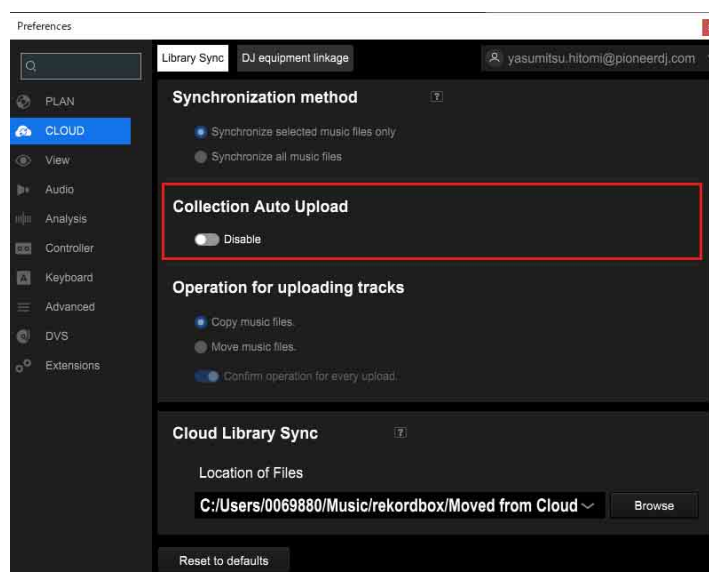 Preferences
Library Sync
DJ equipment linkage
yasumitsu.hitomi@pioneerdj.com
PLAN
CLOUD
View
Audio
Analysis
Controller
Keyboard
Advanced
DVS
Extensions
Synchronization method ?
Synchronize selected music files only
Synchronize all music files
Collection Auto Upload
Disable
Operation for uploading tracks
Copy music files.
Move music files.
Confirm operation for every upload.
Cloud Library Sync ?
Location of Files
C:/Users/0069880/Music/rekordbox/Moved from Cloud
Browse
Reset to defaults